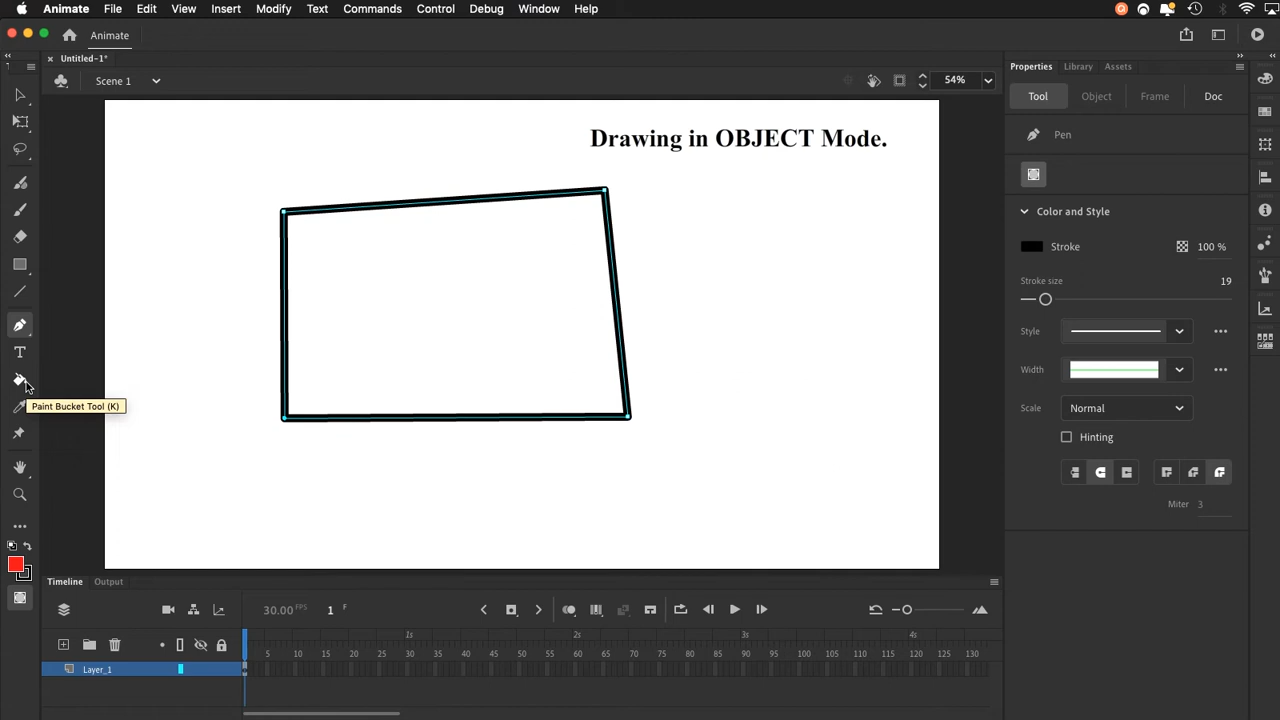 Animate File Edit View Insert Modify Text Commands Control Debug Window Help
Animate
Untitled-1*
Scene 1
54%
Properties Library Assets
Tool Object Frame Doc
Pen
Color and Style
Stroke 100 %
Stroke size 19
Style
Width
Scale Normal
Hinting
Miter 3
Drawing in OBJECT Mode.
T
Paint Bucket Tool (K)
Timeline Output
30.00 FPS 1 F
1s 2s 3s 4s
5 10 15 20 25 30 35 40 45 50 55 60 65 70 75 80 85 90 95 100 105 110 115 120 125 130
Layer_1